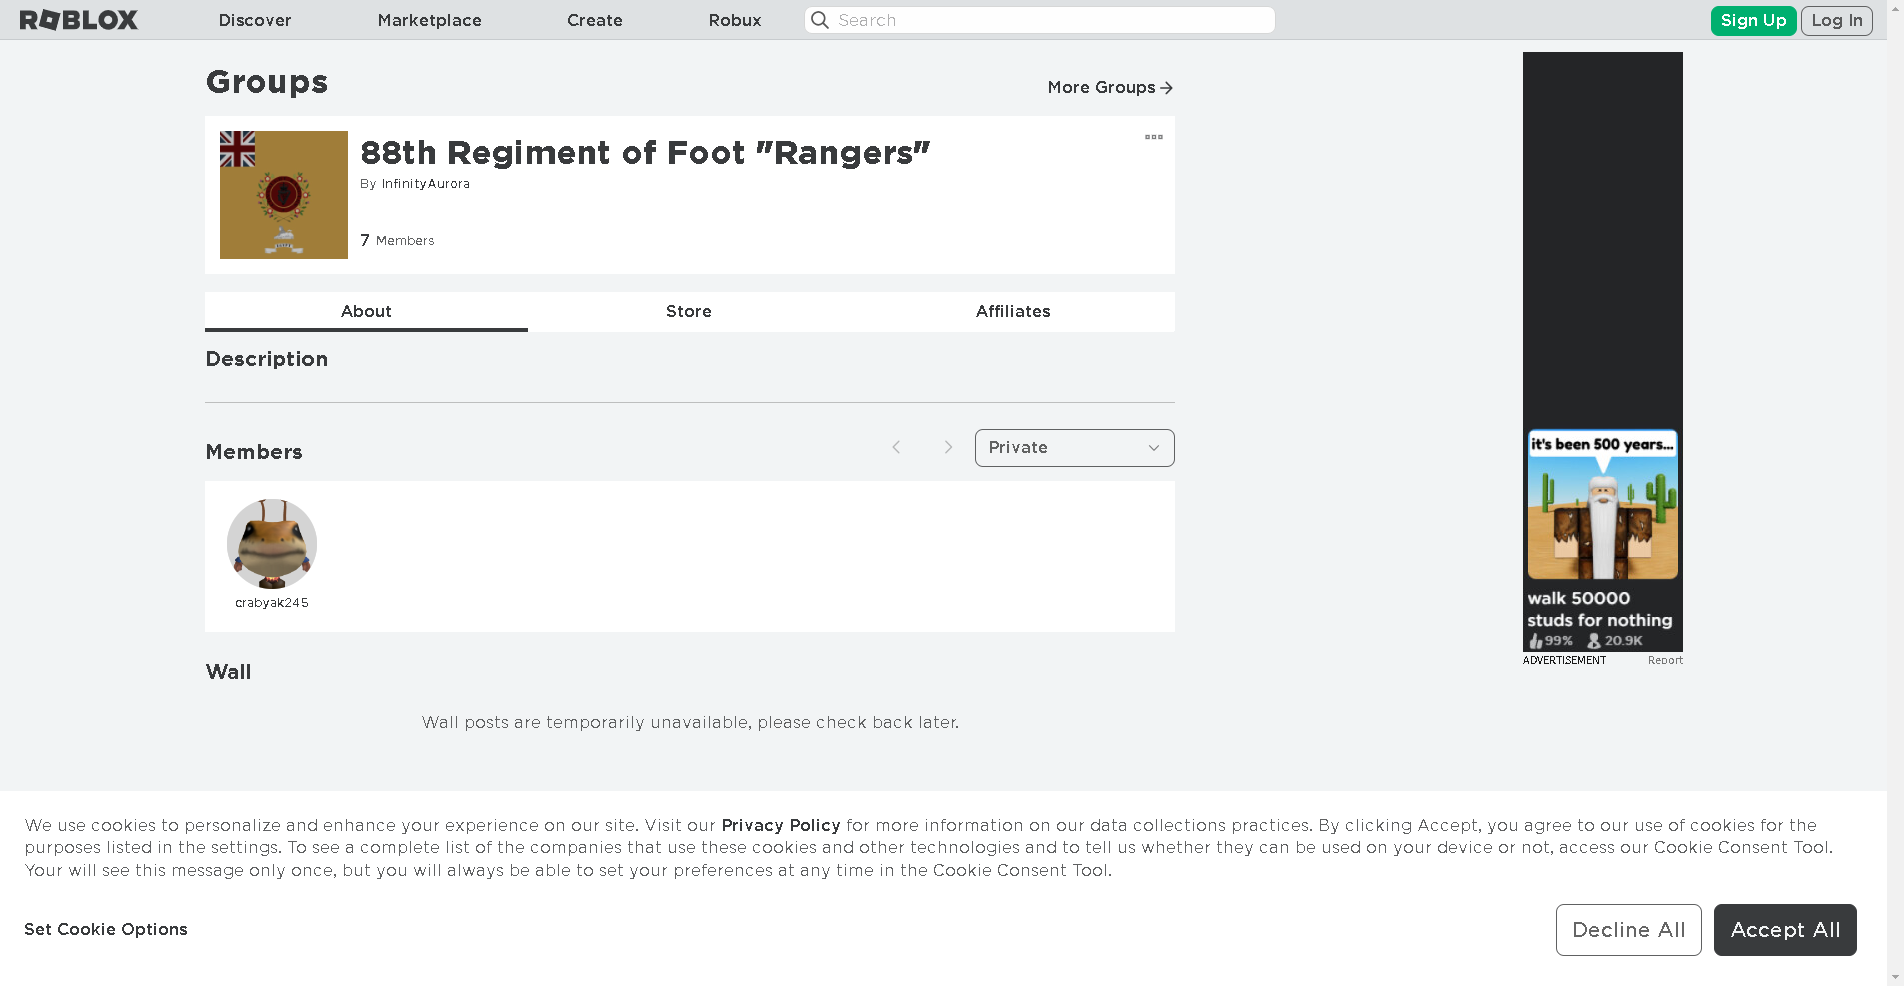 ROBLOX
Discover
Marketplace
Create
Robux
Search
Sign Up
Log In
Groups
More Groups
88th Regiment of Foot "Rangers"
By InfinityAurora
7 Members
About
Store
Affiliates
Description
Members
Private
crabyak245
Wall
Wall posts are temporarily unavailable, please check back later.
it's been 500 years...
walk 50000
studs for nothing
99% 20.9K
ADVERTISEMENT
Report
We use cookies to personalize and enhance your experience on our site. Visit our Privacy Policy for more information on our data collections practices. By clicking Accept, you agree to our use of cookies for the
purposes listed in the settings. To see a complete list of the companies that use these cookies and other technologies and to tell us whether they can be used on your device or not, access our Cookie Consent Tool.
Your will see this message only once, but you will always be able to set your preferences at any time in the Cookie Consent Tool.
Set Cookie Options
Decline All
Accept All